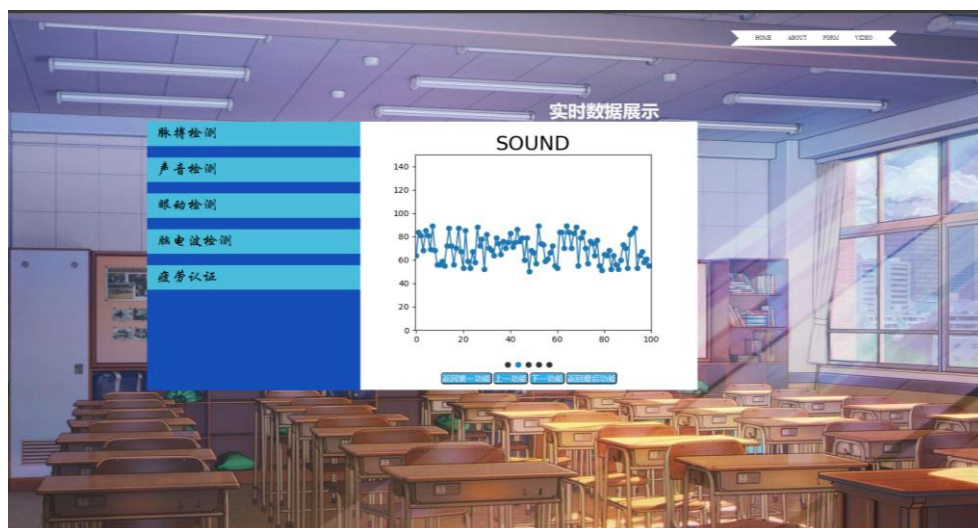 HOME ABOUT FORM VIDEO
实时数据展示
脉搏检测
声音检测
眼动检测
脑电波检测
疲劳认证
SOUND
140
120
100
80
60
40
20
0
0 20 40 60 80 100
返回第一功能 上一功能 下一功能 返回最后功能